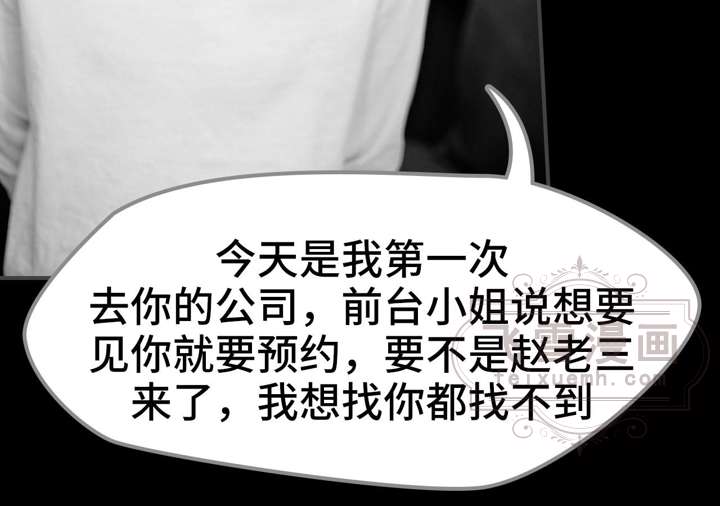 今天是我第一次
去你的公司，前台小姐说想要
见你就要预约，要不是赵老三
来了，我想找你都找不到
飞雪漫画
feixuemh.com